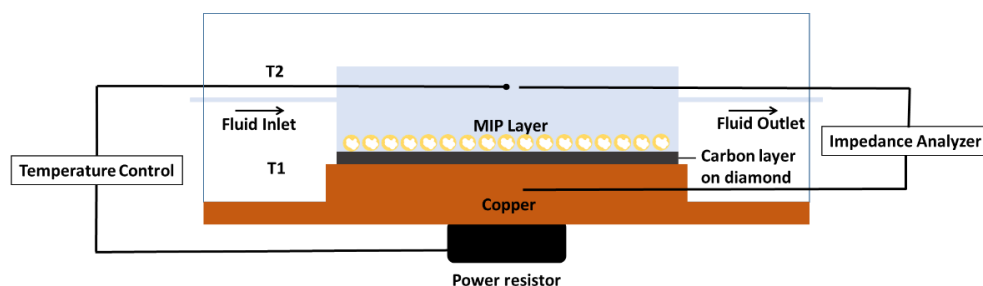 T2
Fluid Inlet
Fluid Outlet
MIP Layer
Impedance Analyzer
Temperature Control
T1
Carbon layer
on diamond
Copper
Power resistor